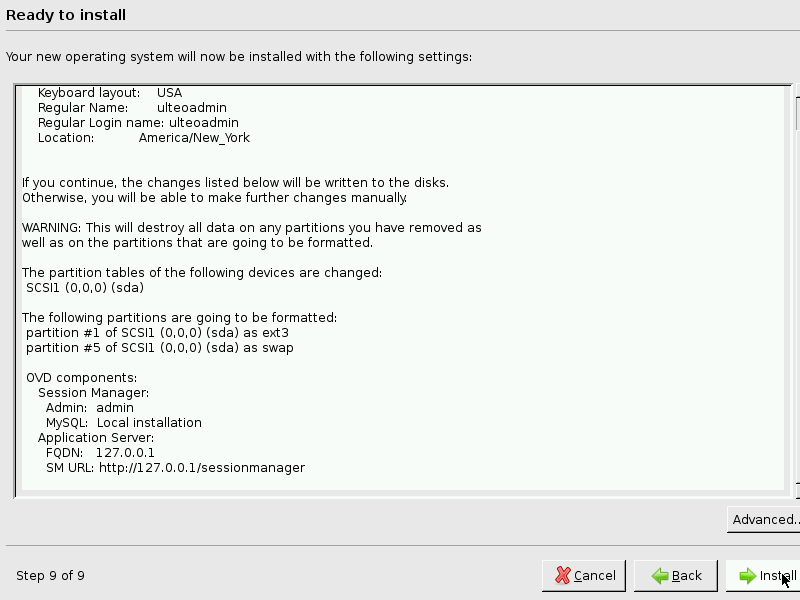 Ready to install
Your new operating system will now be installed with the following settings:
Keyboard layout: USA
Regular Name: ulteoadmin
Regular Login name: ulteoadmin
Location: America/New_York
If you continue, the changes listed below will be written to the disks.
Otherwise, you will be able to make further changes manually.
WARNING: This will destroy all data on any partitions you have removed as
well as on the partitions that are going to be formatted.
The partition tables of the following devices are changed:
SCSI1 (0,0,0) (sda)
The following partitions are going to be formatted:
partition #1 of SCSI1 (0,0,0) (sda) as ext3
partition #5 of SCSI1 (0,0,0) (sda) as swap
OVD components:
Session Manager:
Admin: admin
MySQL: Local installation
Application Server:
FQDN: 127.0.0.1
SM URL: http://127.0.0.1/sessionmanager
Advanced..
Step 9 of 9
Cancel
Back
Install